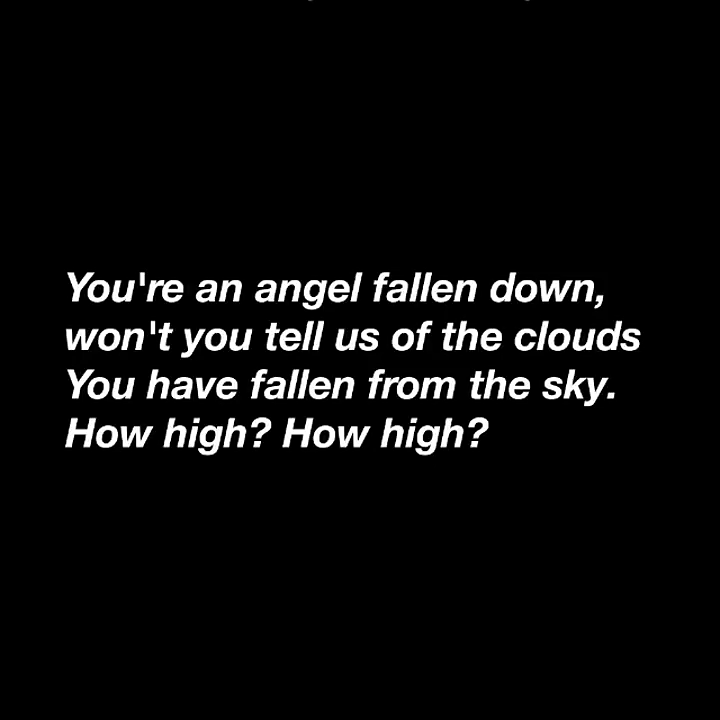 You're an angel fallen down,
won't you tell us of the clouds
You have fallen from the sky.
How high? How high?